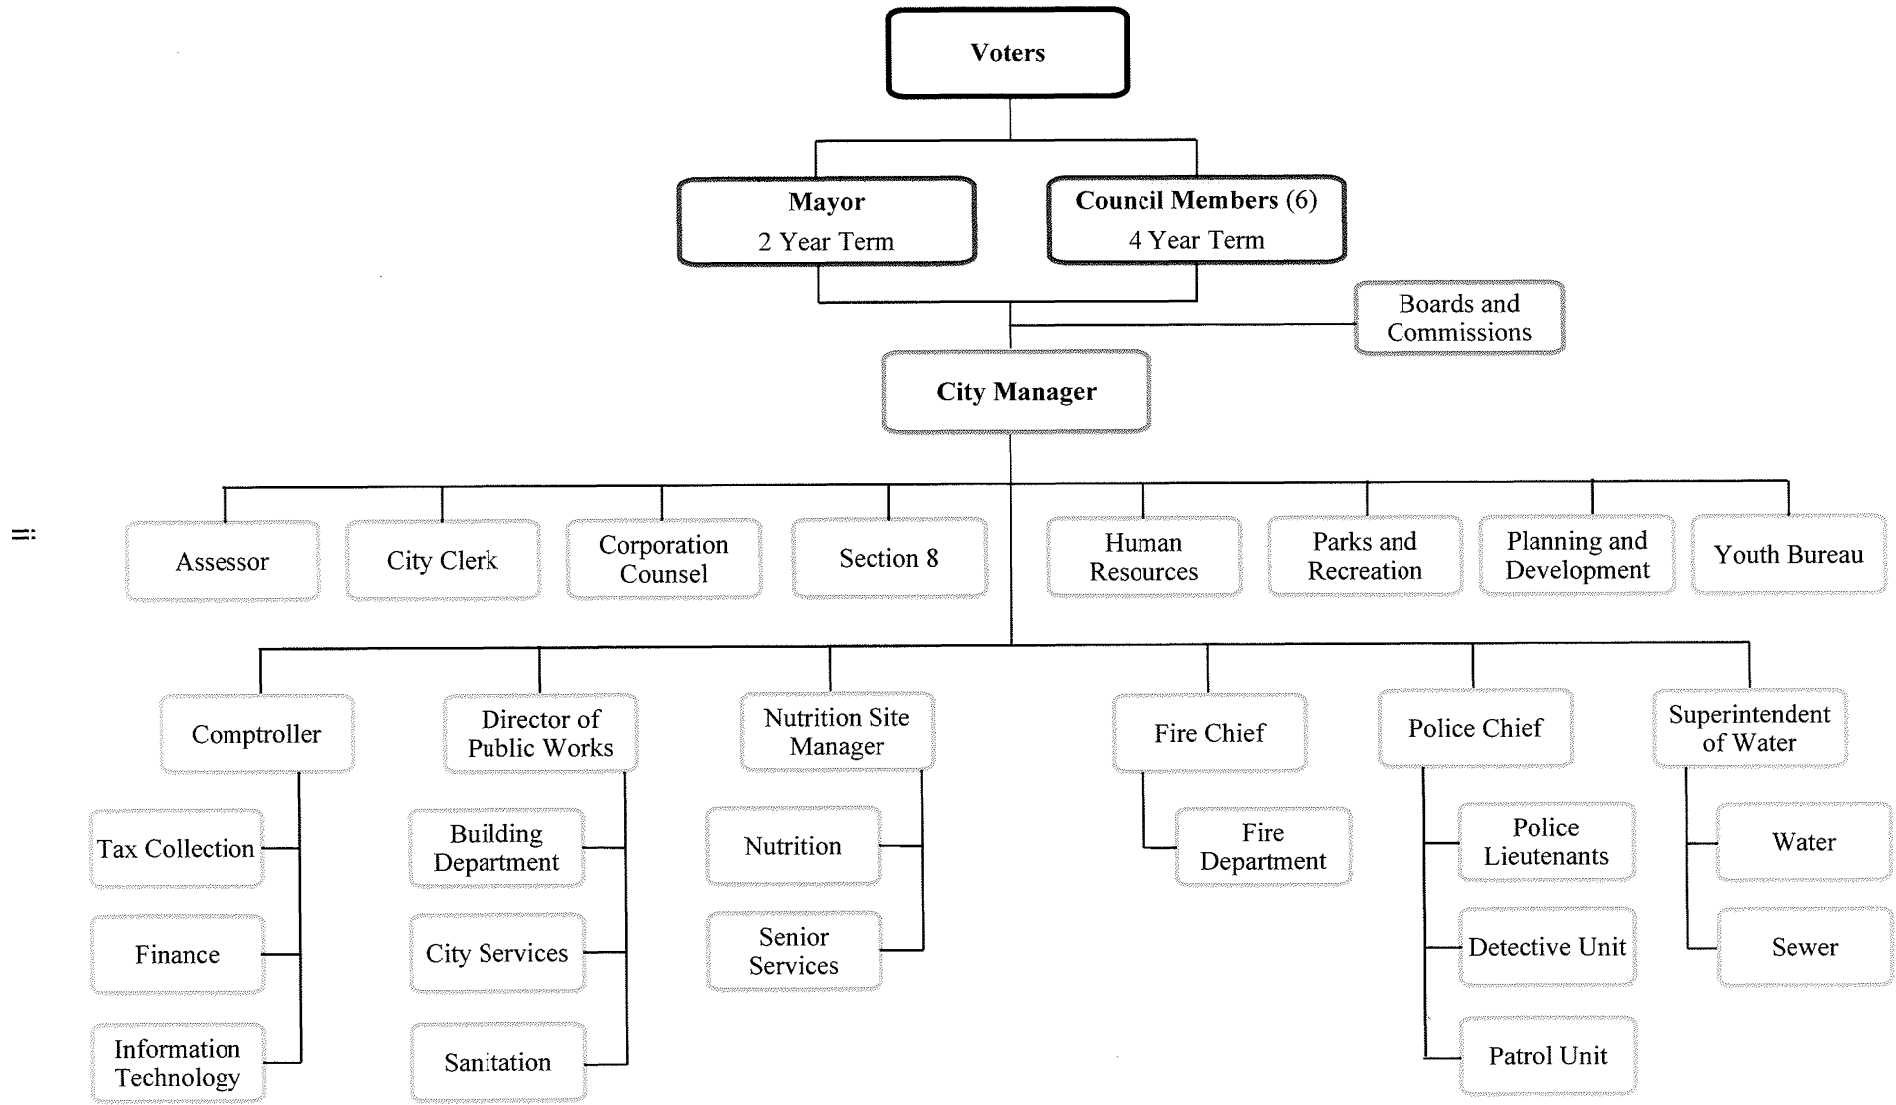 Voters
Mayor
2 Year Term
Council Members (6)
4 Year Term
Boards and
Commissions
City Manager
Assessor
City Clerk
Corporation
Counsel
Section 8
Human
Resources
Parks and
Recreation
Planning and
Development
Youth Bureau
Comptroller
Director of
Public Works
Nutrition Site
Manager
Fire Chief
Police Chief
Superintendent
of Water
Tax Collection
Finance
Information
Technology
Building
Department
City Services
Sanitation
Nutrition
Senior
Services
Fire
Department
Police
Lieutenants
Detective Unit
Patrol Unit
Water
Sewer